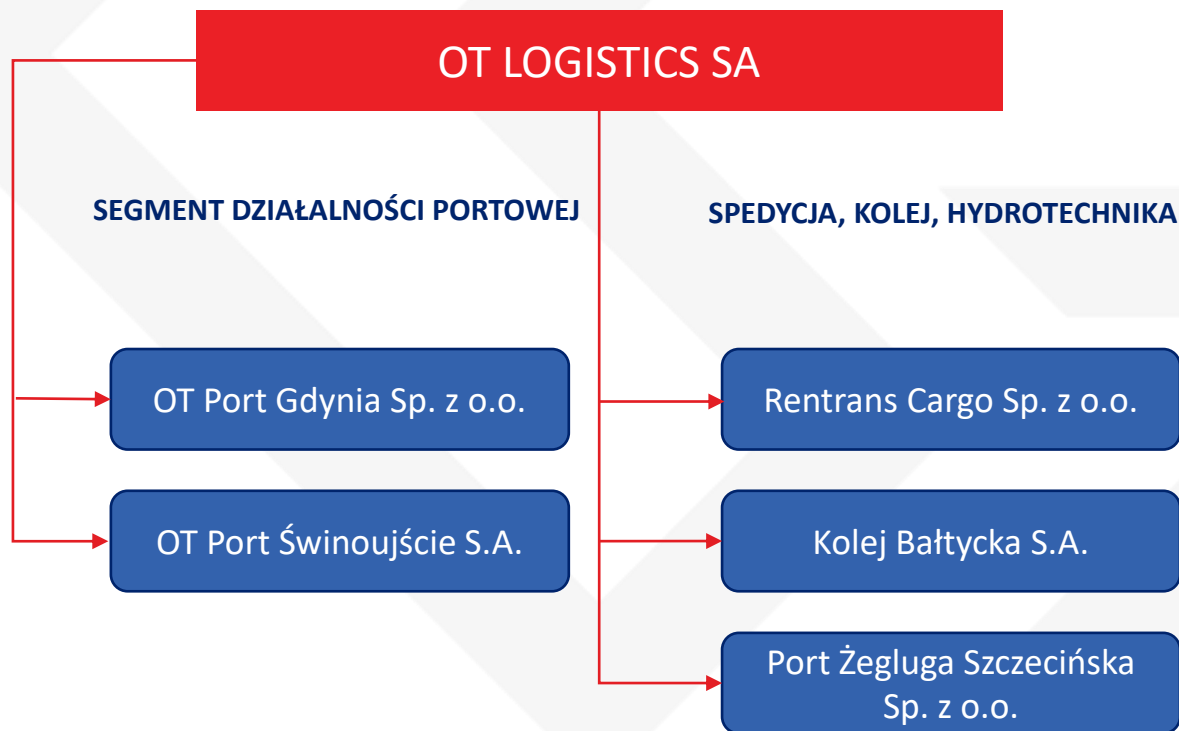 OT LOGISTICS SA
SEGMENT DZIAŁALNOŚCI PORTOWEJ
OT Port Gdynia Sp. z o.o.
OT Port Świnoujście S.A.
SPEDYCJA, KOLEJ, HYDROTECHNIKA
Rentrans Cargo Sp. z o.o.
Kolej Bałtycka S.A.
Port Żegluga Szczecińska
Sp. z o.o.